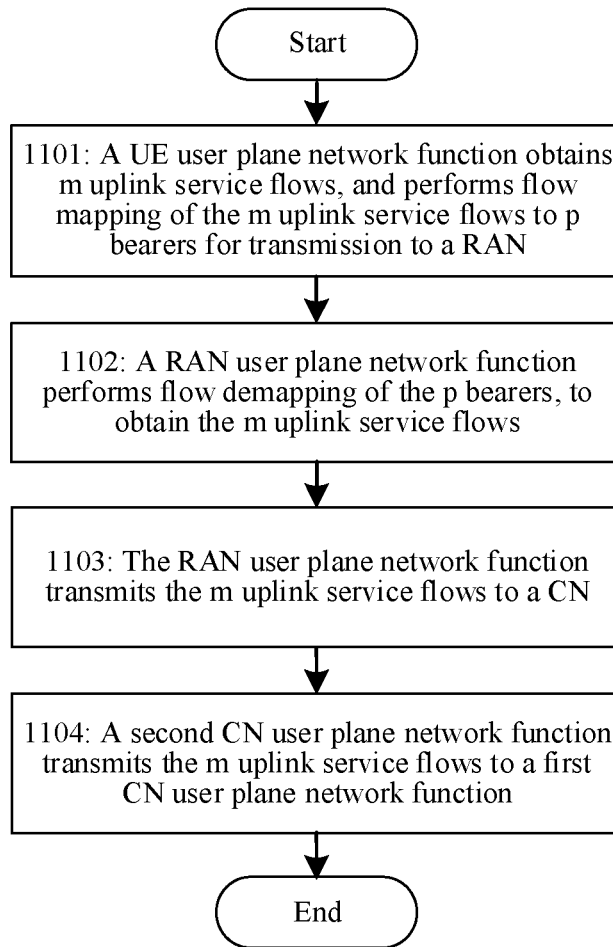 Start
1101: A UE user plane network function obtains
m uplink service flows, and performs flow
mapping of the m uplink service flows to p
bearers for transmission to a RAN
1102: A RAN user plane network function
performs flow demapping of the p bearers, to
obtain the m uplink service flows
1103: The RAN user plane network function
transmits the m uplink service flows to a CN
1104: A second CN user plane network function
transmits the m uplink service flows to a first
CN user plane network function
End